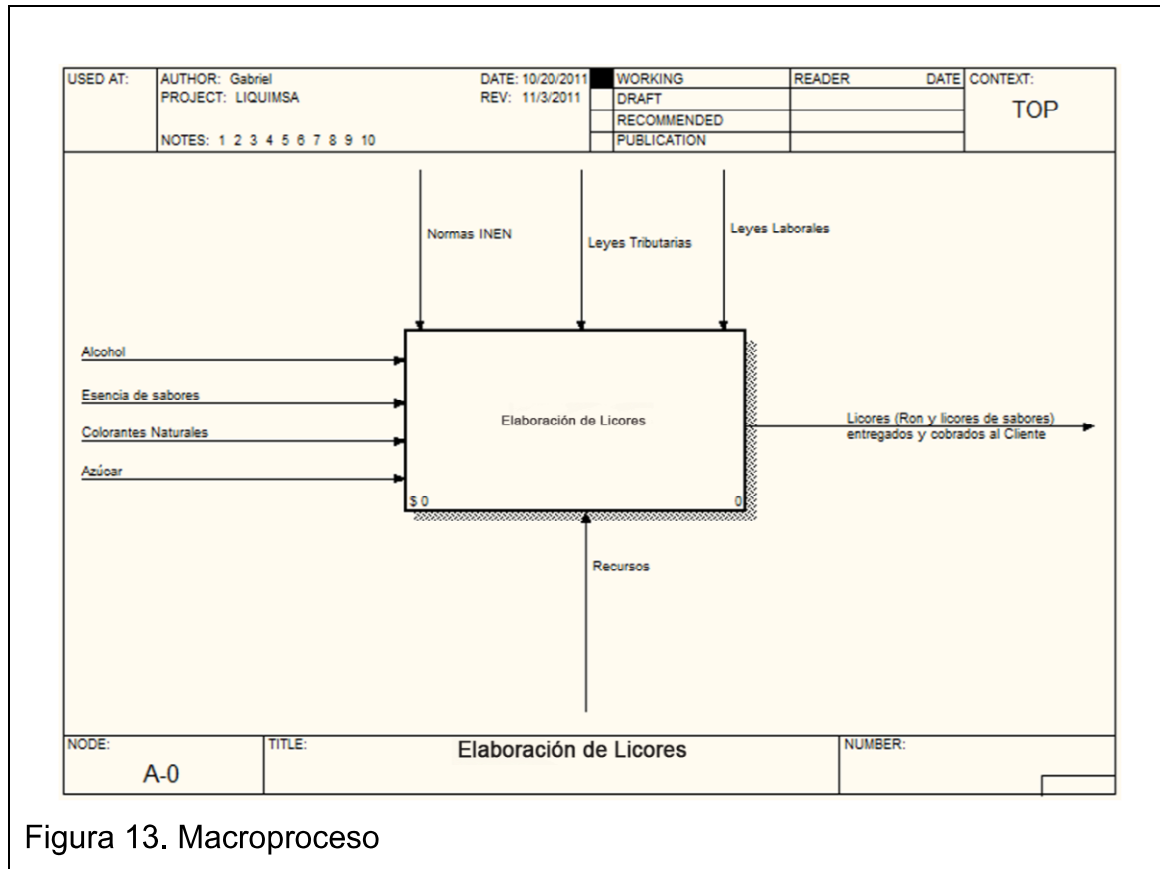 USED AT:
AUTHOR: Gabriel
DATE: 10/20/2011
PROJECT: LIQUIMSA
REV: 11/3/2011
NOTES: 1 2 3 4 5 6 7 8 9 10
WORKING
DRAFT
RECOMMENDED
PUBLICATION
READER DATE
CONTEXT:
TOP
Normas INEN
Leyes Tributarias
Leyes Laborales
Alcohol
Esencia de sabores
Colorantes Naturales
Azúcar
Elaboración de Licores
$ 0
0
Licores (Ron y licores de sabores)
entregados y cobrados al Cliente
Recursos
NODE:
A-0
TITLE:
Elaboración de Licores
NUMBER:
Figura 13. Macroproceso